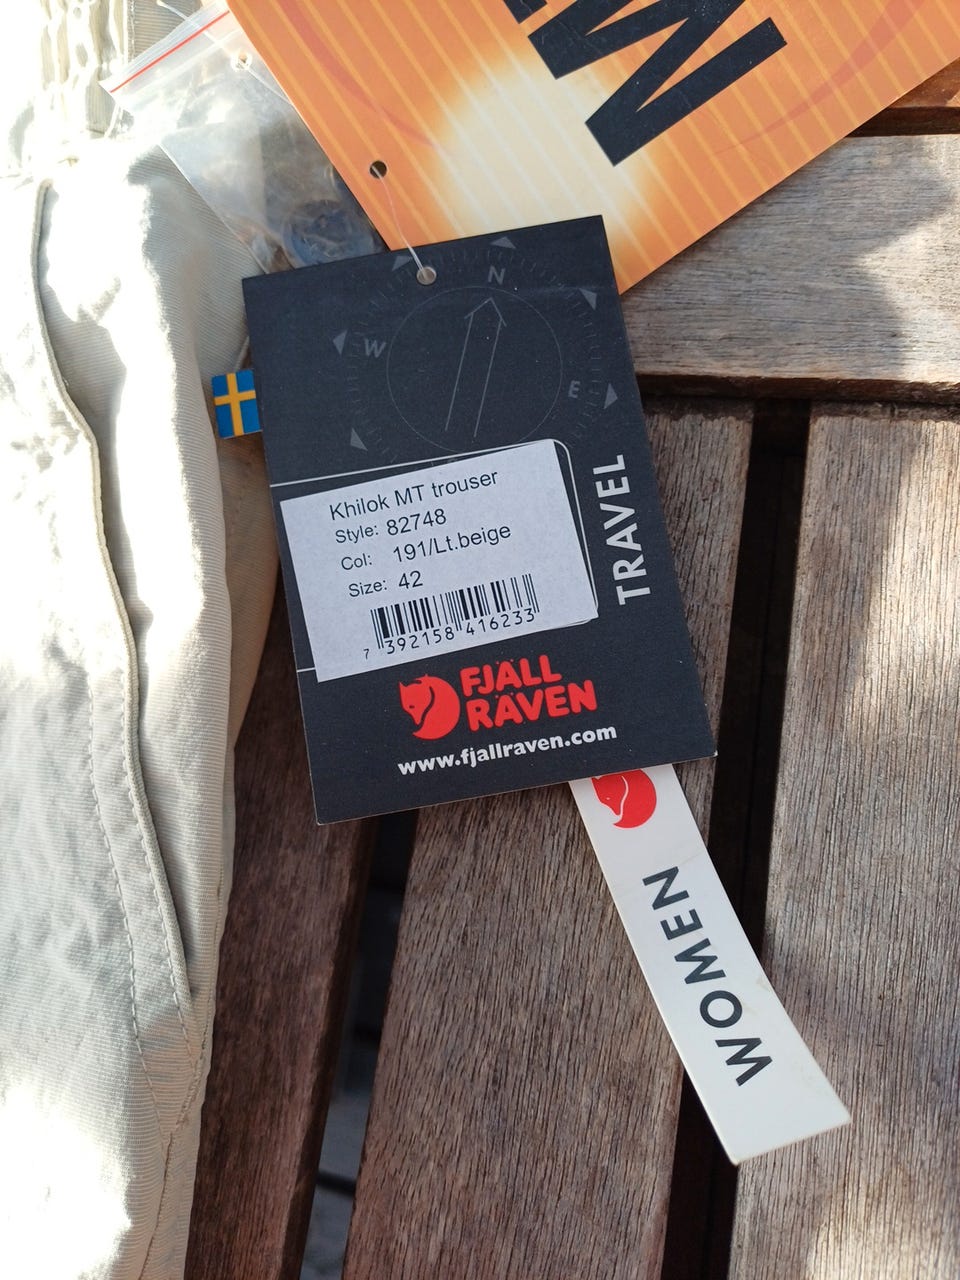 N
W
E
Khilok MT trouser
Style: 82748
Col: 191/Lt.beige
Size: 42
7 392158 416233
TRAVEL
FJÄLL
RÄVEN
www.fjallraven.com
WOMEN